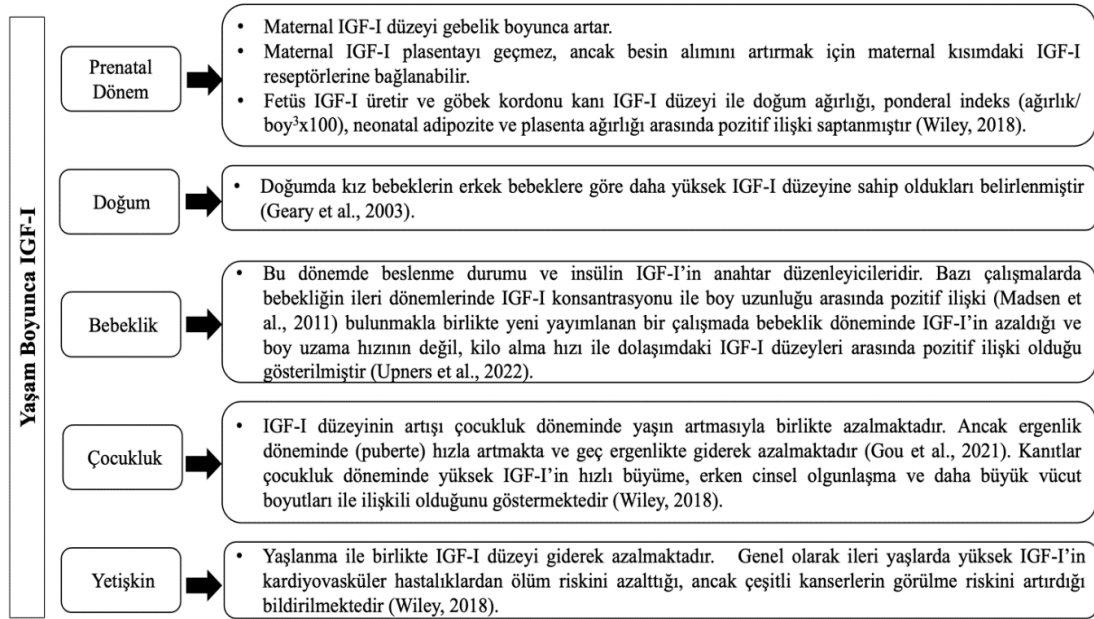 Yaşam Boyunca IGF-I
Prenatal
Dönem
• Maternal IGF-I düzeyi gebelik boyunca artar.
• Maternal IGF-I plasentayı geçmez, ancak besin alımını artırmak için maternal kısımdaki IGF-I
reseptörlerine bağlanabilir.
• Fetüs IGF-I üretir ve göbek kordonu kanı IGF-I düzeyi ile doğum ağırlığı, ponderal indeks (ağırlık/
boy³x100), neonatal adipozite ve plasenta ağırlığı arasında pozitif ilişki saptanmıştır (Wiley, 2018).
Doğum
• Doğumda kız bebeklerin erkek bebeklere göre daha yüksek IGF-I düzeyine sahip oldukları belirlenmiştir
(Geary et al., 2003).
Bebeklik
• Bu dönemde beslenme durumu ve insülin IGF-I’in anahtar düzenleyicileridir. Bazı çalışmalarda
bebekliğin ileri dönemlerinde IGF-I konsantrasyonu ile boy uzunluğu arasında pozitif ilişki (Madsen
et al., 2011) bulunmakla birlikte yeni yayımlanan bir çalışmada bebeklik döneminde IGF-I’in azaldığı ve
boy uzama hızının değil, kilo alma hızı ile dolaşımdaki IGF-I düzeyleri arasında pozitif ilişki olduğu
gösterilmiştir (Upners et al., 2022).
Çocukluk
• IGF-I düzeyinin artışı çocukluk döneminde yaşın artmasıyla birlikte azalmaktadır. Ancak ergenlik
döneminde (puberte) hızla artmakta ve geç ergenlikte giderek azalmaktadır (Gou et al., 2021). Kanıtlar
çocukluk döneminde yüksek IGF-I’in hızlı büyüme, erken cinsel olgunlaşma ve daha büyük vücut
boyutları ile ilişkili olduğunu göstermektedir (Wiley, 2018).
Yetişkin
• Yaşlanma ile birlikte IGF-I düzeyi giderek azalmaktadır. Genel olarak ileri yaşlarda yüksek IGF-I’in
kardiyovasküler hastalıklardan ölüm riskini azalttığı, ancak çeşitli kanserlerin görülme riskini artırdığı
bildirilmektedir (Wiley, 2018).